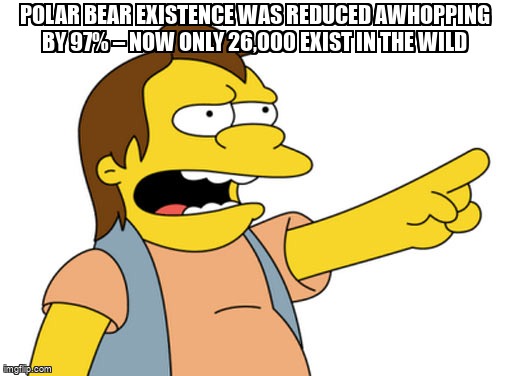 POLAR BEAR EXISTENCE WAS REDUCED AWHOPPING
BY 97% – NOW ONLY 26,000 EXIST IN THE WILD
imgflip.com